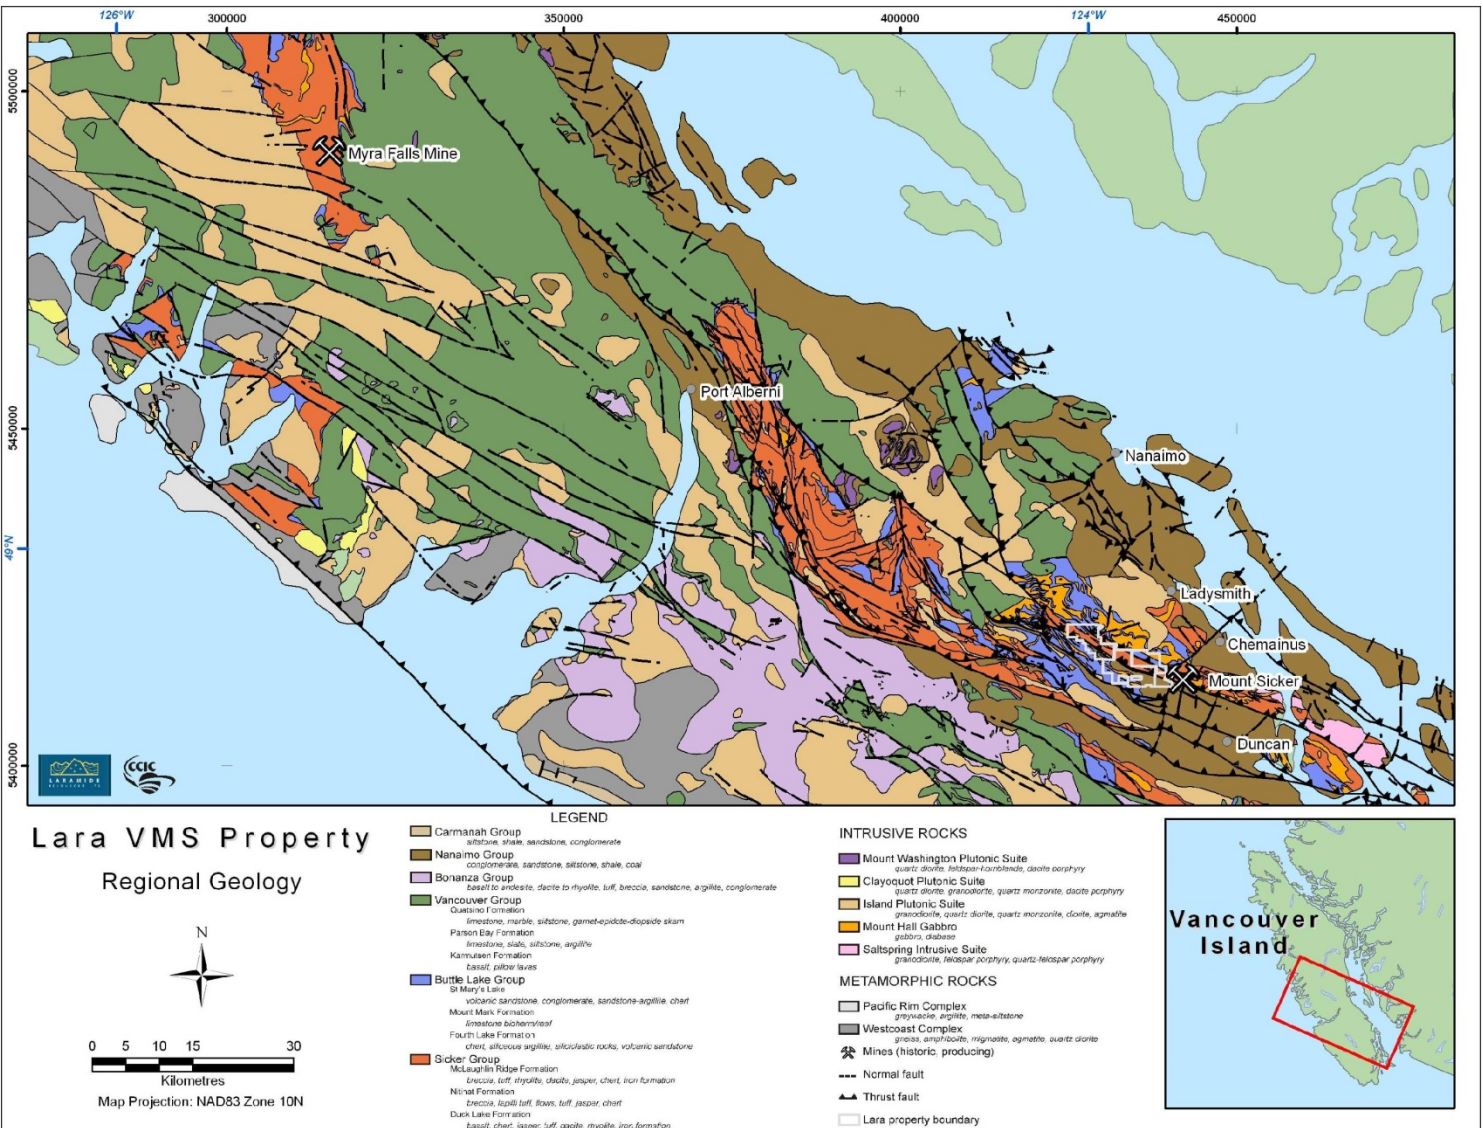 126°W
300000
350000
400000
124°W
450000
5500000
5450000
49°N
5400000
Myra Falls Mine
Port Alberni
Nanaimo
Ladysmith
Chemainus
Mount Sicker
Duncan
LARAMIDE
CCIC
Lara VMS Property
Regional Geology
N
0 5 10 15 30
Kilometres
Map Projection: NAD83 Zone 10N
LEGEND
Carmanah Group
siltstone, shale, sandstone, conglomerate
Nanaimo Group
conglomerate, sandstone, siltstone, shale, coal
Bonanza Group
basalt to andesite, dacite to rhyolite, tuff, breccia, sandstone, argillite, conglomerate
Vancouver Group
Quatsino Formation
limestone, marble, siltstone, garnet-epidote-diopside skarn
Parson Bay Formation
limestone, slate, siltstone, argillite
Karmutsen Formation
basalt, pillow lavas
Buttle Lake Group
St Mary's Lake
volcanic sandstone, conglomerate, sandstone-argillite, chert
Mount Mark Formation
limestone bioherm/reef
Fourth Lake Formation
chert, siliceous argillite, siliciclastic rocks, volcanic sandstone
Sicker Group
McLaughlin Ridge Formation
breccia, tuff, rhyolite, dacite, jasper, chert, iron formation
Nitinat Formation
breccia, lapilli tuff, flows, tuff, jasper, chert
Duck Lake Formation
basalt, chert, jasper, tuff, dacite, rhyolite, iron formation
INTRUSIVE ROCKS
Mount Washington Plutonic Suite
quartz diorite, feldspar-hornblende, dacite porphyry
Clayoquot Plutonic Suite
quartz diorite, granodiorite, quartz monzonite, dacite porphyry
Island Plutonic Suite
granodiorite, quartz diorite, quartz monzonite, diorite, agmatite
Mount Hall Gabbro
gabbro, diabase
Saltspring Intrusive Suite
granodiorite, feldspar porphyry, quartz-feldspar porphyry
METAMORPHIC ROCKS
Pacific Rim Complex
greywacke, argillite, meta-siltstone
Westcoast Complex
gneiss, amphibolite, migmatite, agmatite, quartz diorite
Mines (historic, producing)
Normal fault
Thrust fault
Lara property boundary
Vancouver
Island